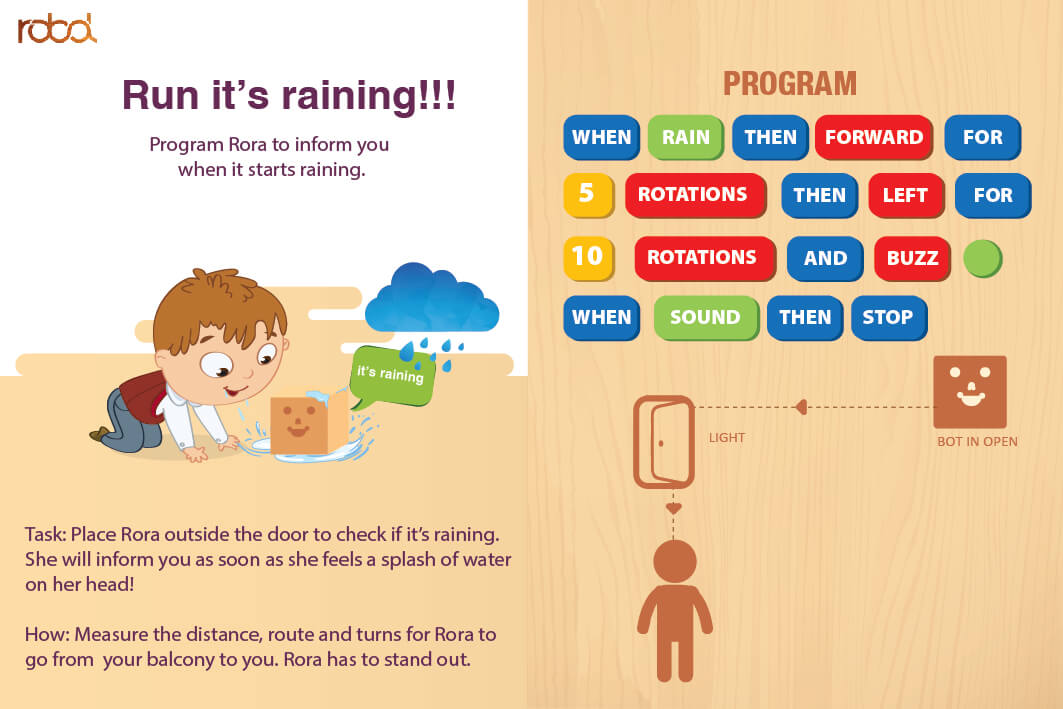 robd
Run it’s raining!!!
Program Rora to inform you
when it starts raining.
it's raining
Task: Place Rora outside the door to check if it’s raining.
She will inform you as soon as she feels a splash of water
on her head!
How: Measure the distance, route and turns for Rora to
go from your balcony to you. Rora has to stand out.
PROGRAM
WHEN RAIN THEN FORWARD FOR
5 ROTATIONS THEN LEFT FOR
10 ROTATIONS AND BUZZ
WHEN SOUND THEN STOP
LIGHT
BOT IN OPEN